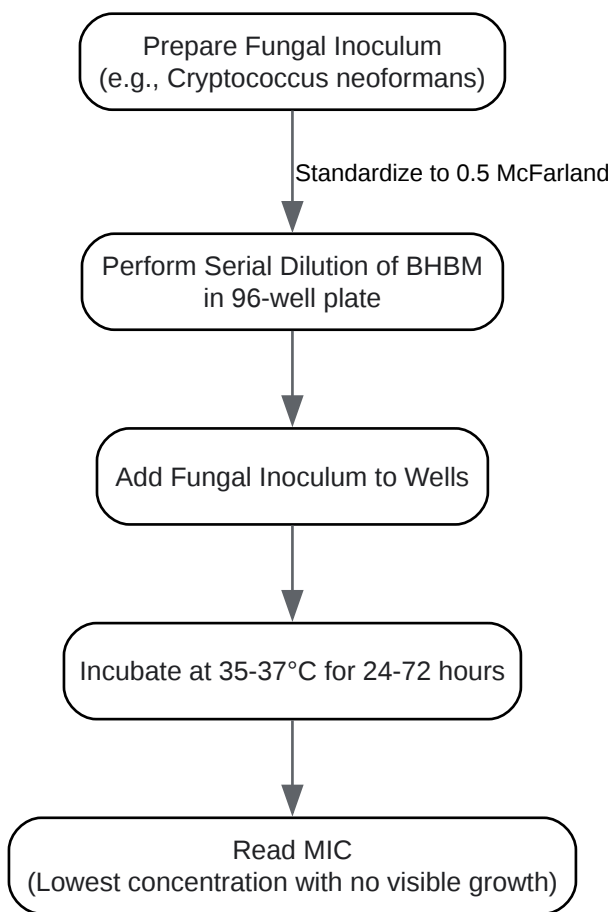 Prepare Fungal Inoculum
(e.g., Cryptococcus neoformans)
Standardize to 0.5 McFarland
Perform Serial Dilution of BHBM
in 96-well plate
Add Fungal Inoculum to Wells
Incubate at 35-37°C for 24-72 hours
Read MIC
(Lowest concentration with no visible growth)